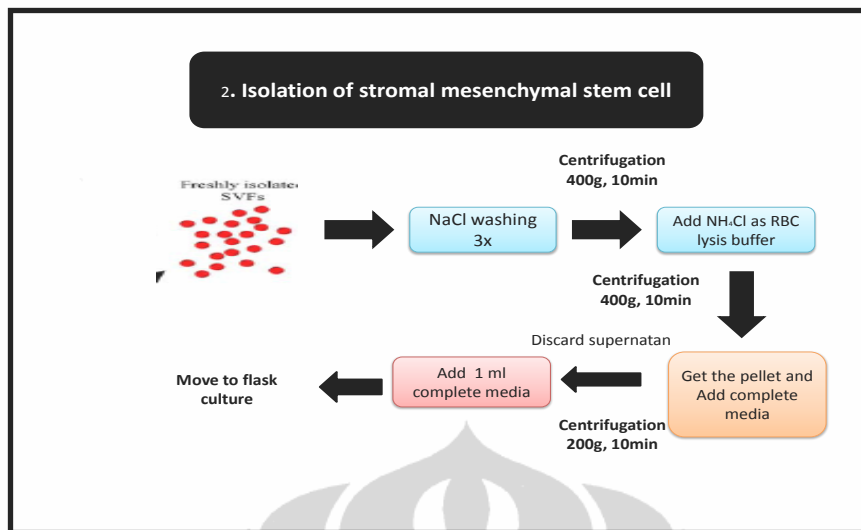 2. Isolation of stromal mesenchymal stem cell
Centrifugation
400g, 10min
Freshly isolate
SVFs
NaCl washing
3x
Add NH₄Cl as RBC
lysis buffer
Centrifugation
400g, 10min
Discard supernatan
Get the pellet and
Add complete
media
Add 1 ml
complete media
Move to flask
culture
Centrifugation
200g, 10min